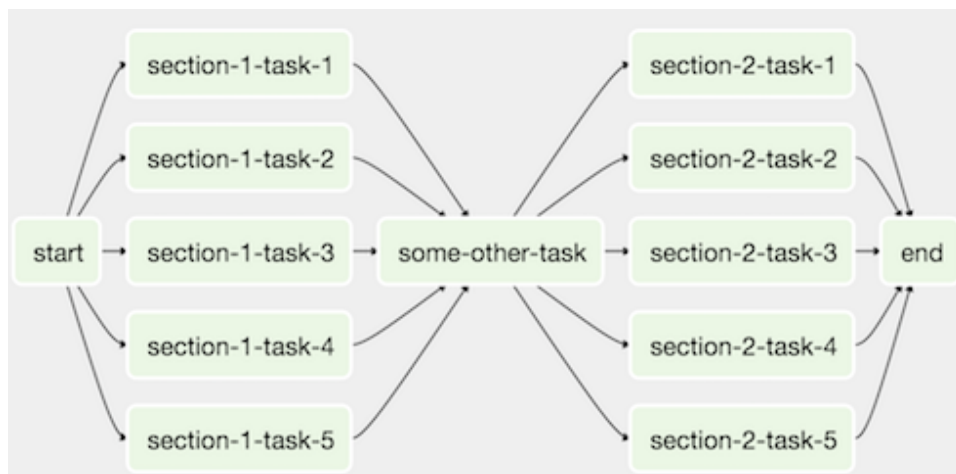 section-1-task-1
section-2-task-1
section-1-task-2
section-2-task-2
start
section-1-task-3
some-other-task
section-2-task-3
end
section-1-task-4
section-2-task-4
section-1-task-5
section-2-task-5